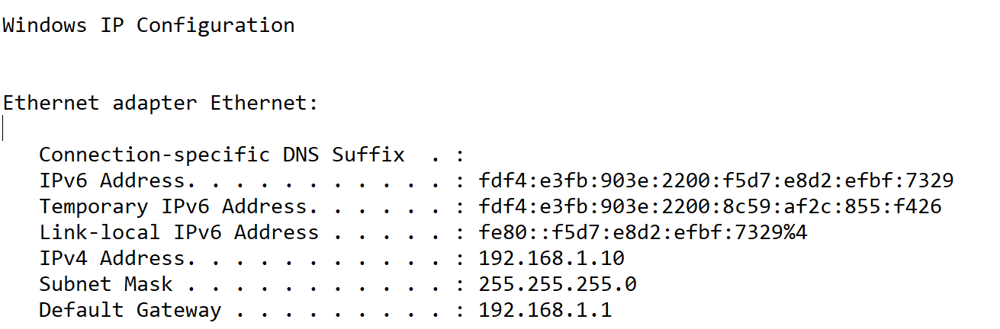 Windows IP Configuration
Ethernet adapter Ethernet:
Connection-specific DNS Suffix  . :
IPv6 Address. . . . . . . . . . . : fdf4:e3fb:903e:2200:f5d7:e8d2:efbf:7329
Temporary IPv6 Address. . . . . . : fdf4:e3fb:903e:2200:8c59:af2c:855:f426
Link-local IPv6 Address . . . . . : fe80::f5d7:e8d2:efbf:7329%4
IPv4 Address. . . . . . . . . . . : 192.168.1.10
Subnet Mask . . . . . . . . . . . : 255.255.255.0
Default Gateway . . . . . . . . . : 192.168.1.1